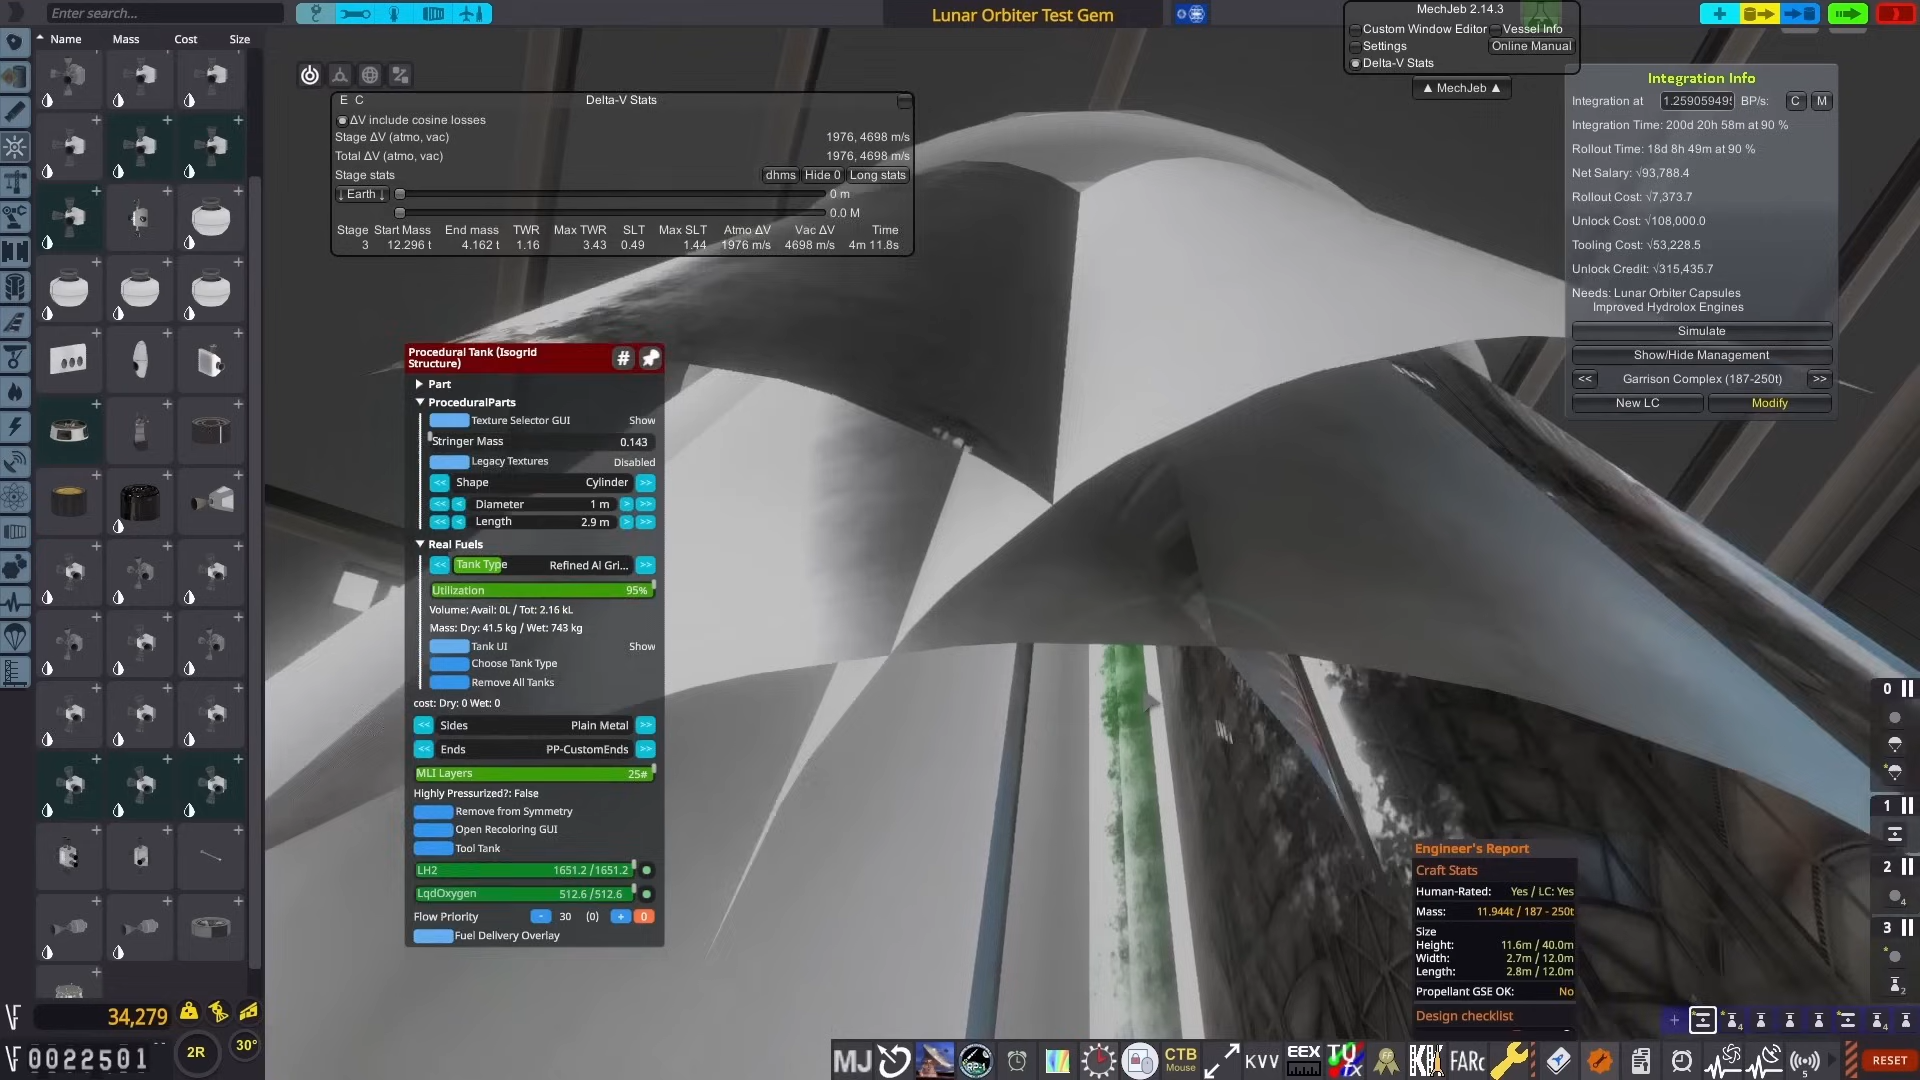 Enter search...
Name Mass Cost Size
Lunar Orbiter Test Gem
MechJeb 2.14.3
Custom Window Editor Vessel Info
Settings Online Manual
Delta-V Stats
▲ MechJeb ▲
E C Delta-V Stats
ΔV include cosine losses
Stage ΔV (atmo, vac) 1976, 4698 m/s
Total ΔV (atmo, vac) 1976, 4698 m/s
Stage stats dhms Hide 0 Long stats
↓ Earth ↓ 0 m
0.0 M
Stage Start Mass End mass TWR Max TWR SLT Max SLT Atmo ΔV Vac ΔV Time
3 12.296 t 4.162 t 1.16 3.43 0.49 1.44 1976 m/s 4698 m/s 4m 11.8s
Integration Info
Integration at 1.25905949 BP/s: C M
Integration Time: 200d 20h 58m at 90 %
Rollout Time: 18d 8h 49m at 90 %
Net Salary: √93,788.4
Rollout Cost: √7,373.7
Unlock Cost: √108,000.0
Tooling Cost: √53,228.5
Unlock Credit: √315,435.7
Needs: Lunar Orbiter Capsules
Improved Hydrolox Engines
Simulate
Show/Hide Management
<< Garrison Complex (187-250t) >>
New LC Modify
Procedural Tank (Isogrid
Structure) #
Part
ProceduralParts
Texture Selector GUI Show
Stringer Mass 0.143
Legacy Textures Disabled
<< Shape Cylinder >>
<< < Diameter 1 m > >>
<< < Length 2.9 m > >>
Real Fuels
<< Tank Type Refined Al Gri... >>
Utilization 95%
Volume: Avail: 0L / Tot: 2.16 kL
Mass: Dry: 41.5 kg / Wet: 743 kg
Tank UI Show
Choose Tank Type
Remove All Tanks
cost: Dry: 0 Wet: 0
<< Sides Plain Metal >>
<< Ends PP-CustomEnds >>
MLI Layers 25#
Highly Pressurized?: False
Remove from Symmetry
Open Recoloring GUI
Tool Tank
LH2 1651.2 / 1651.2
LqdOxygen 512.6 / 512.6
Flow Priority - 30 (0) + 0
Fuel Delivery Overlay
Engineer's Report
Craft Stats
Human-Rated: Yes / LC: Yes
Mass: 11.944t / 187 - 250t
Size
Height: 11.6m / 40.0m
Width: 2.7m / 12.0m
Length: 2.8m / 12.0m
Propellant GSE OK: No
Design checklist
0
1
2
4
3
2
+ 4 4
34,279
0022501
2R
30°
MJ RP-1 CTB Mouse KVV EEX TUfx KK FARc 5 RESET